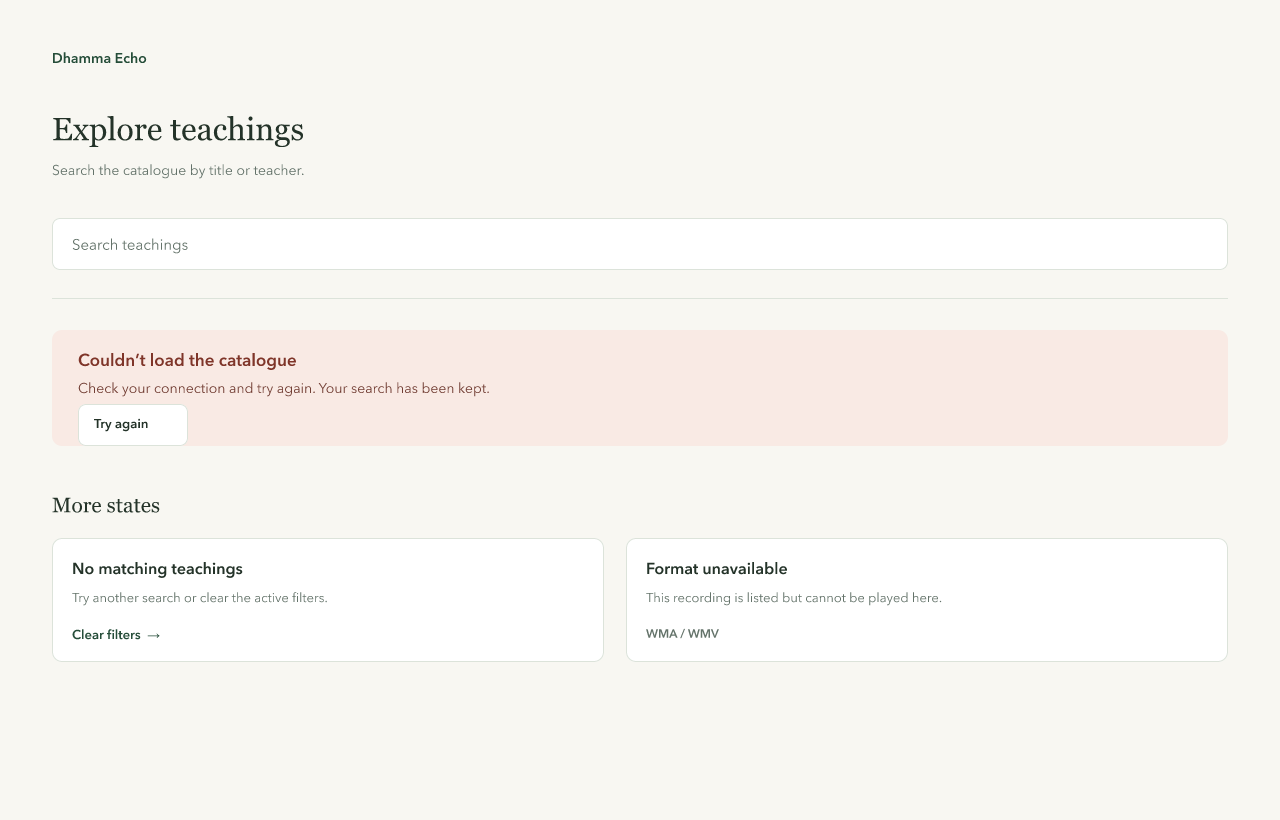 Dhamma Echo
Explore teachings
Search the catalogue by title or teacher.
Search teachings
Couldn’t load the catalogue
Check your connection and try again. Your search has been kept.
Try again
More states
No matching teachings
Try another search or clear the active filters.
Clear filters →
Format unavailable
This recording is listed but cannot be played here.
WMA / WMV